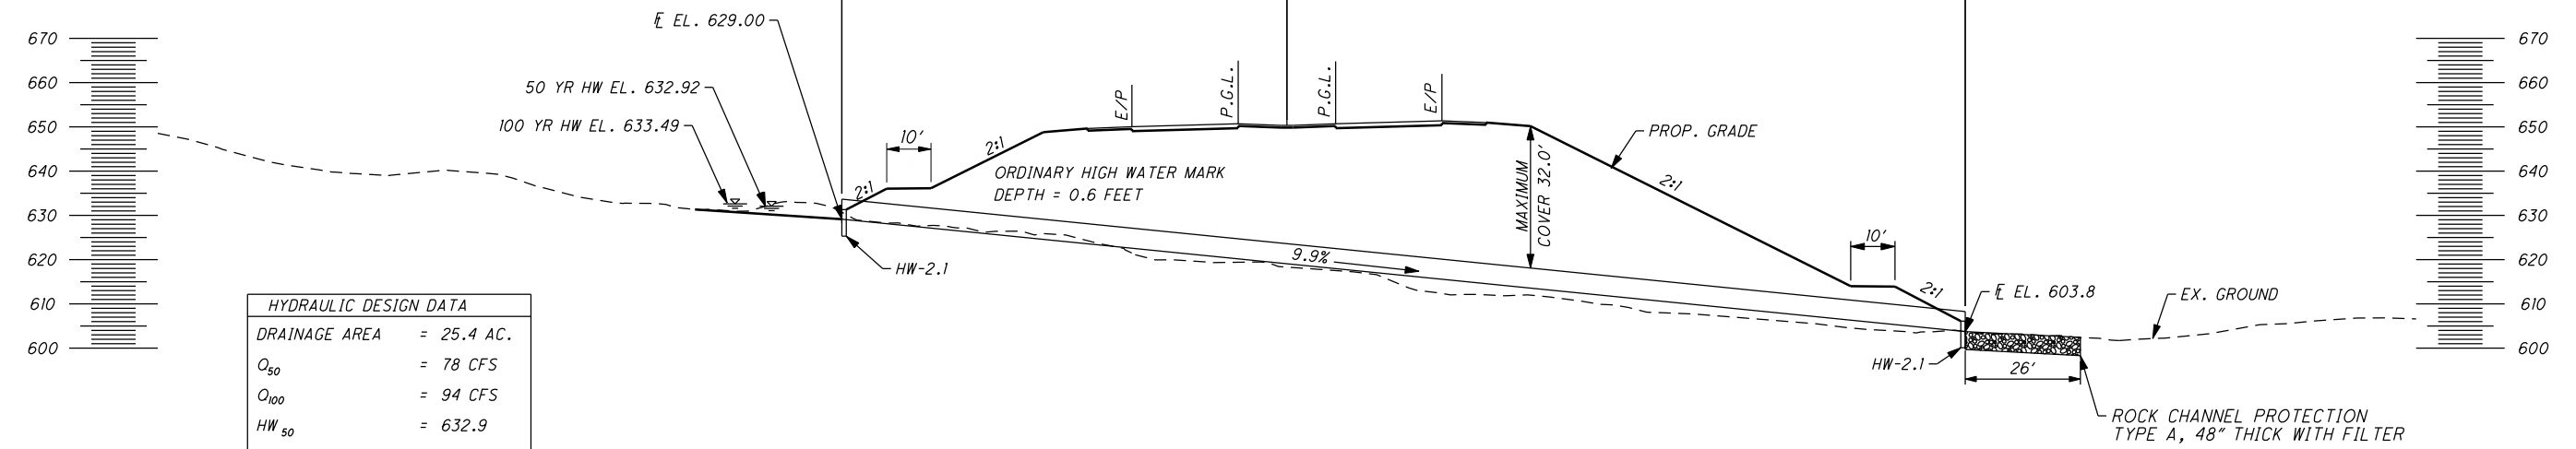 ℄ EL. 629.00
50 YR HW EL. 632.92
100 YR HW EL. 633.49
670
660
650
640
630
620
610
600
10'
2:1
2:1
E/P
P.G.L.
P.G.L.
E/P
ORDINARY HIGH WATER MARK
DEPTH = 0.6 FEET
MAXIMUM
COVER 32.0'
PROP. GRADE
2:1
10'
2:1
9.9%
HW-2.1
℄ EL. 603.8
EX. GROUND
HW-2.1
26'
ROCK CHANNEL PROTECTION
TYPE A, 48" THICK WITH FILTER
670
660
650
640
630
620
610
600
HYDRAULIC DESIGN DATA
DRAINAGE AREA = 25.4 AC.
Q50 = 78 CFS
Q100 = 94 CFS
HW 50 = 632.9